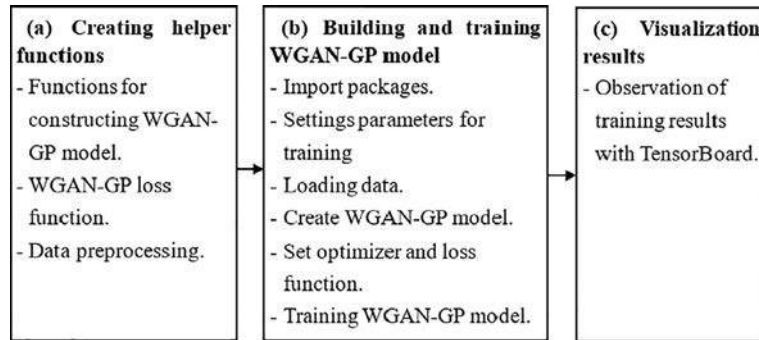 (a) Creating helper
functions
- Functions for
constructing WGAN-
GP model.
- WGAN-GP loss
function.
- Data preprocessing.
(b) Building and training
WGAN-GP model
- Import packages.
- Settings parameters for
training
- Loading data.
- Create WGAN-GP model.
- Set optimizer and loss
function.
- Training WGAN-GP model.
(c) Visualization
results
- Observation of
training results
with TensorBoard.